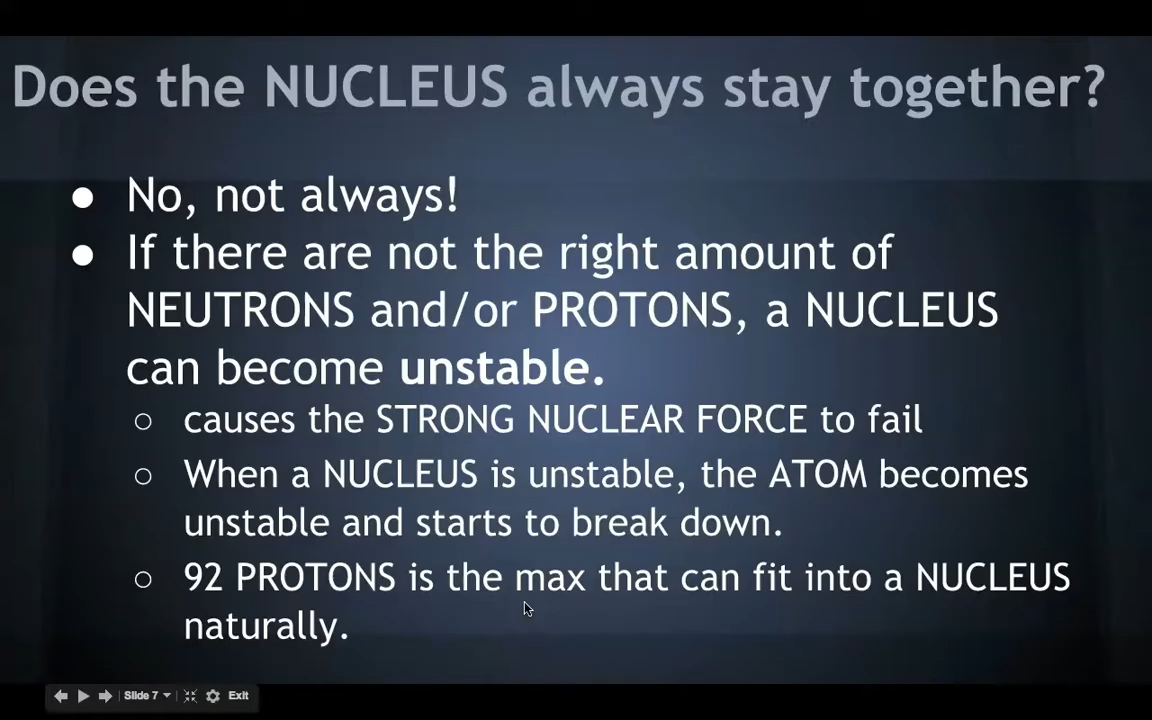 Does the NUCLEUS always stay together?
● No, not always!
● If there are not the right amount of
NEUTRONS and/or PROTONS, a NUCLEUS
can become unstable.
○ causes the STRONG NUCLEAR FORCE to fail
○ When a NUCLEUS is unstable, the ATOM becomes
unstable and starts to break down.
○ 92 PROTONS is the max that can fit into a NUCLEUS
naturally.
Slide 7 Exit